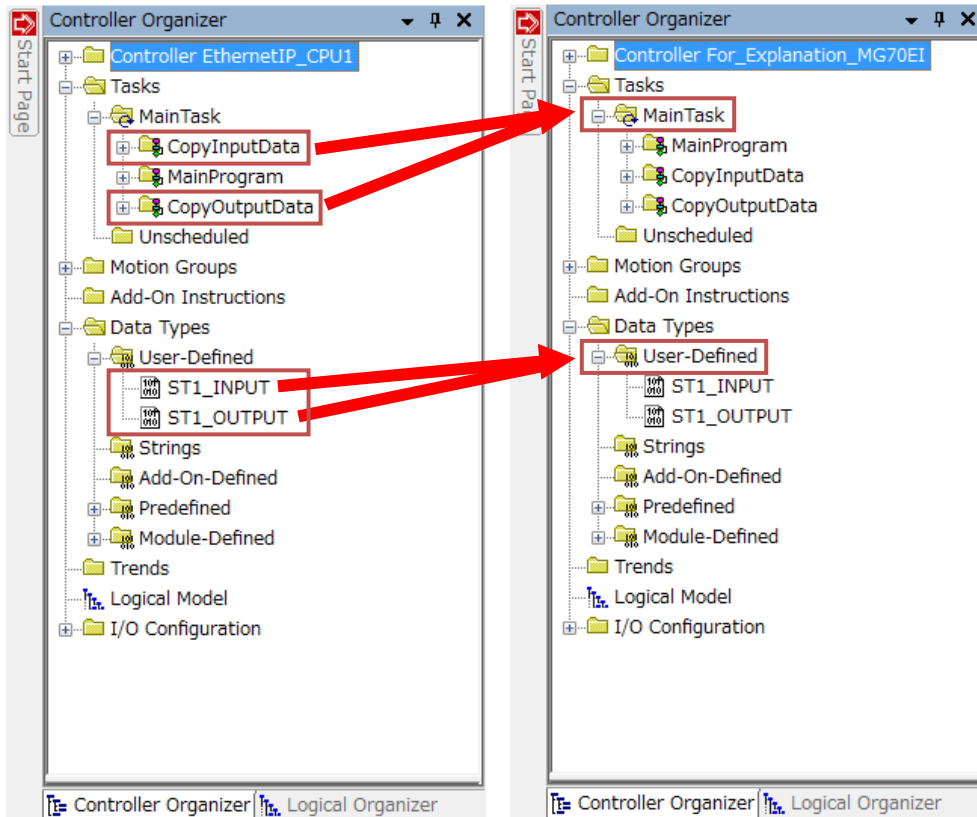 Controller Organizer
Start Page
Controller EthernetIP_CPU1
Tasks
MainTask
CopyInputData
MainProgram
CopyOutputData
Unscheduled
Motion Groups
Add-On Instructions
Data Types
User-Defined
ST1_INPUT
ST1_OUTPUT
Strings
Add-On-Defined
Predefined
Module-Defined
Trends
Logical Model
I/O Configuration
Controller Organizer
Logical Organizer
Controller Organizer
Start
Controller For_Explanation_MG70EI
Tasks
MainTask
MainProgram
CopyInputData
CopyOutputData
Unscheduled
Motion Groups
Add-On Instructions
Data Types
User-Defined
ST1_INPUT
ST1_OUTPUT
Strings
Add-On-Defined
Predefined
Module-Defined
Trends
Logical Model
I/O Configuration
Controller Organizer
Logical Organizer